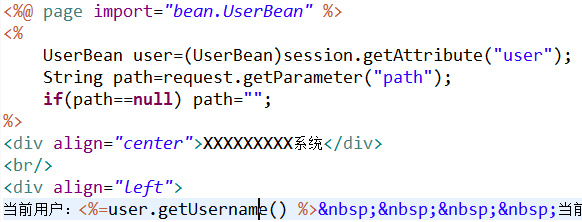 <%@ page import="bean.UserBean" %>
<%
UserBean user=(UserBean)session.getAttribute("user");
String path=request.getParameter("path");
if(path==null) path="";
%>
<div align="center">XXXXXXXXX系统</div>
<br/>
<div align="left">
当前用户：<%=user.getUsername() %>&nbsp;&nbsp;&nbsp;&nbsp;当前